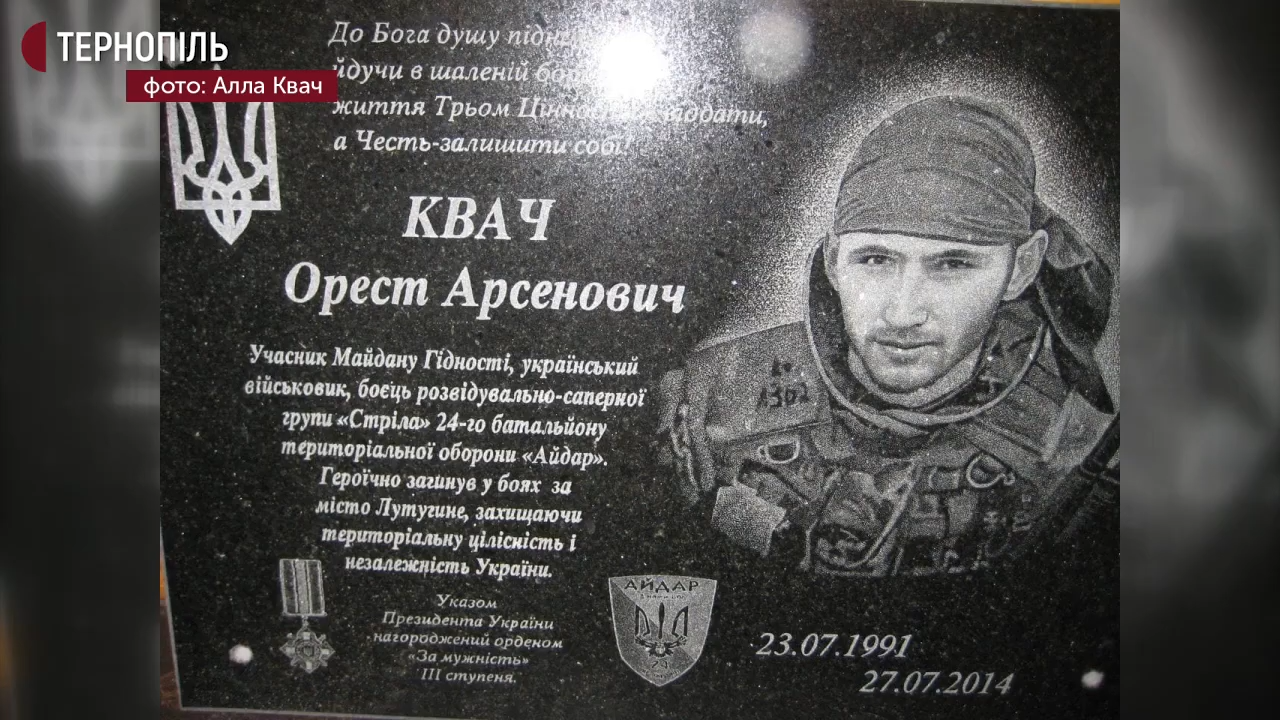 ТЕРНОПІЛЬ
фото: Алла Квач
До Бога душу
йдучи в шаленій
життя Трьом віддати,
а Честь-залишити собі!
КВАЧ
Орест Арсенович
Учасник Майдану Гідності, український
військовик, боєць розвідувально-саперної
групи «Стріла» 24-го батальйону
територіальної оборони «Айдар».
Героїчно загинув у боях за
місто Лутугине, захищаючи
територіальну цілісність і
незалежність України.
Указом
Президента України
нагороджений орденом
«За мужність»
III ступеня.
АЙДАР
24
1302
23.07.1991
27.07.2014